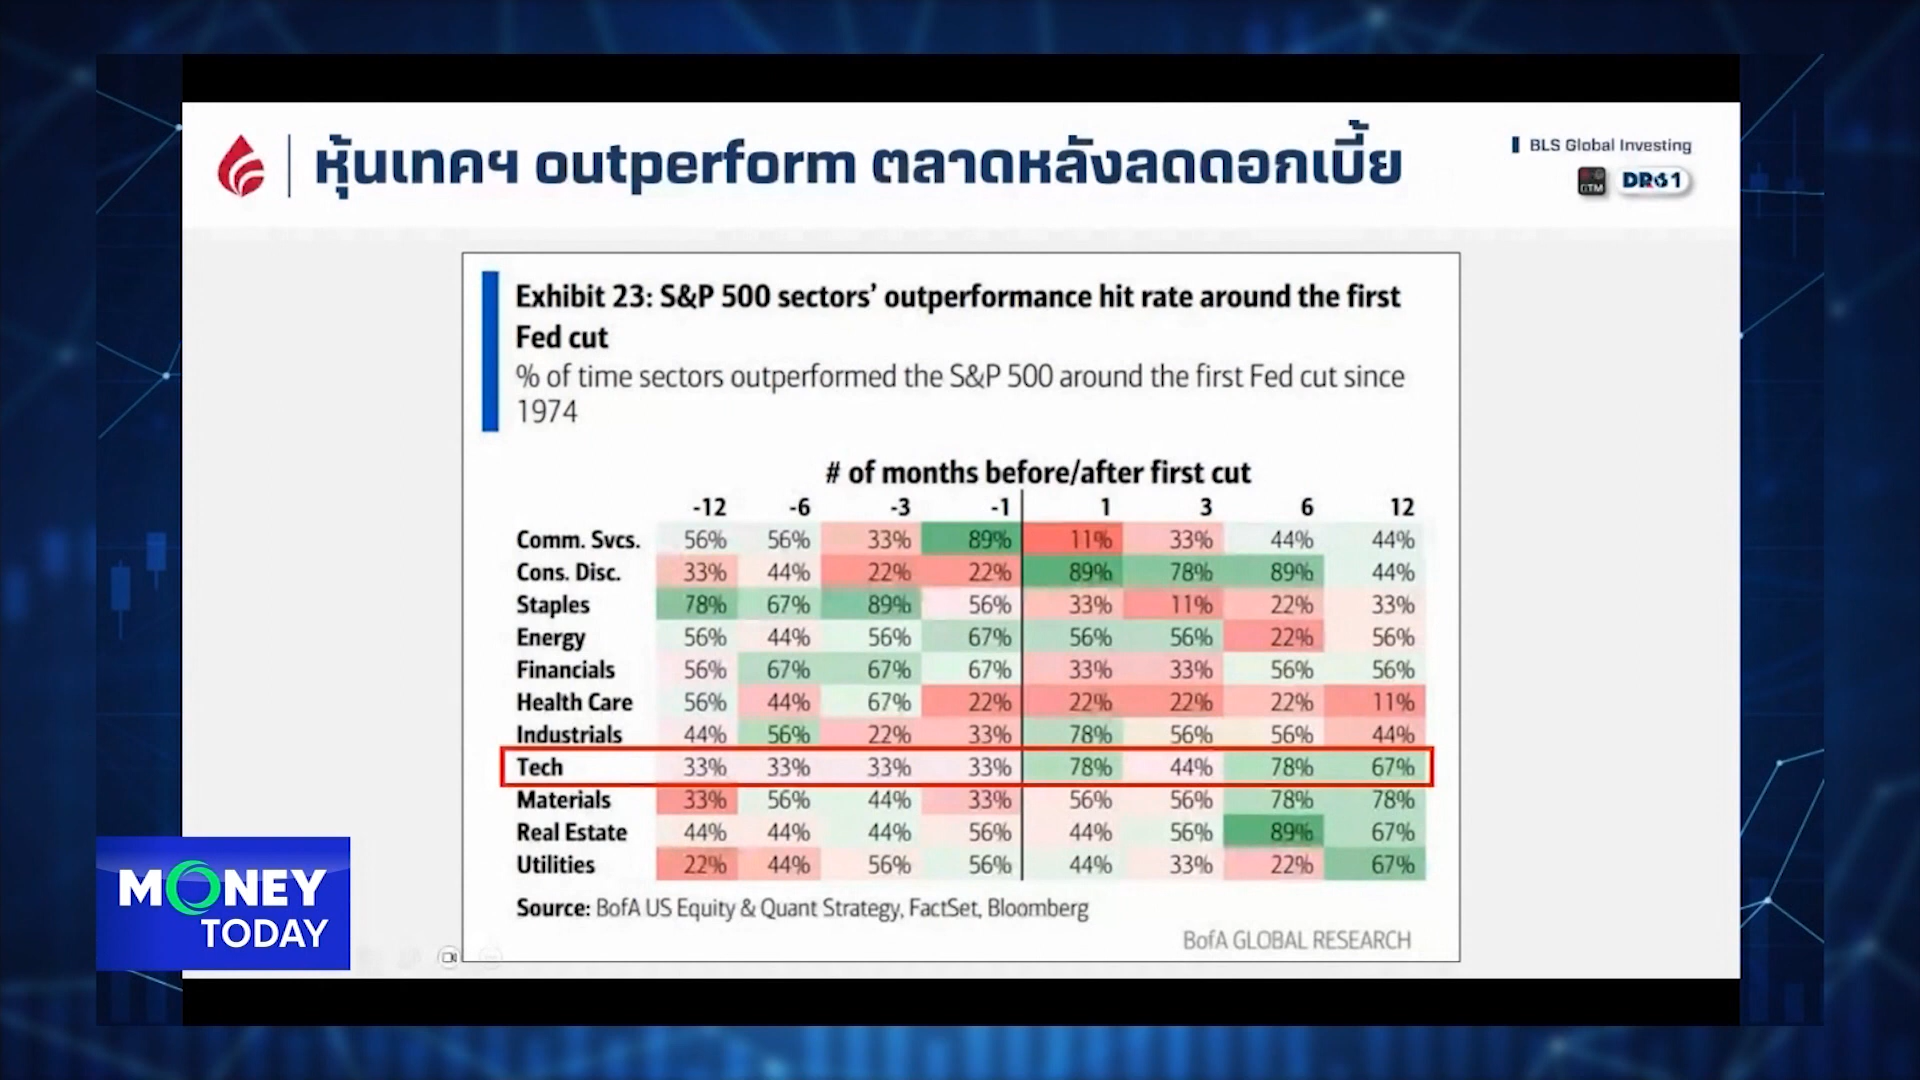 หุ้นเทคฯ outperform ตลาดหลังลดดอกเบี้ย
BLS Global Investing
DR61
Exhibit 23: S&P 500 sectors' outperformance hit rate around the first
Fed cut
% of time sectors outperformed the S&P 500 around the first Fed cut since
1974
# of months before/after first cut
-12 -6 -3 -1 1 3 6 12
Comm. Svcs. 56% 56% 33% 89% 11% 33% 44% 44%
Cons. Disc. 33% 44% 22% 22% 89% 78% 89% 44%
Staples 78% 67% 89% 56% 33% 11% 22% 33%
Energy 56% 44% 56% 67% 56% 56% 22% 56%
Financials 56% 67% 67% 67% 33% 33% 56% 56%
Health Care 56% 44% 67% 22% 22% 22% 22% 11%
Industrials 44% 56% 22% 33% 78% 56% 56% 44%
Tech 33% 33% 33% 33% 78% 44% 78% 67%
Materials 33% 56% 44% 33% 56% 56% 78% 78%
Real Estate 44% 44% 44% 56% 44% 56% 89% 67%
Utilities 22% 44% 56% 56% 44% 33% 22% 67%
Source: BofA US Equity & Quant Strategy, FactSet, Bloomberg
BofA GLOBAL RESEARCH
MONEY
TODAY